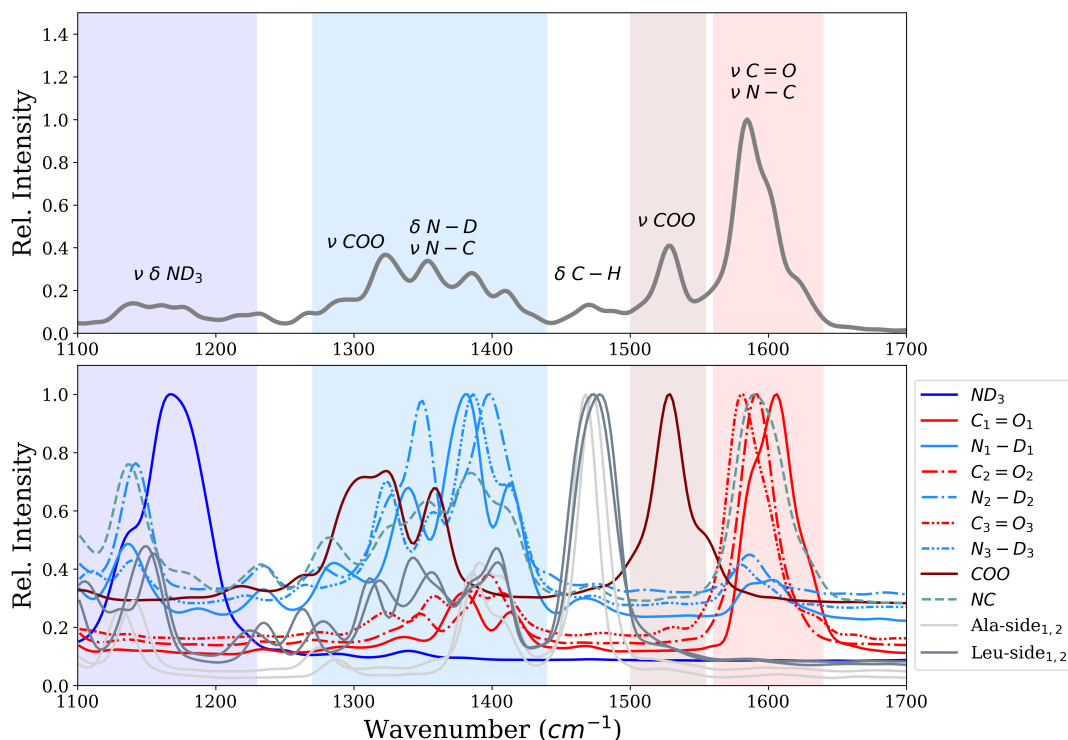 1.4
1.2
1.0
0.8
0.6
0.4
0.2
0.0
Rel. Intensity
ν C = O
ν N − C
ν COO
δ N − D
ν COO
ν N − C
ν δ ND₃
δ C − H
1100 1200 1300 1400 1500 1600 1700
1.0
0.8
0.6
0.4
0.2
0.0
Rel. Intensity
1100 1200 1300 1400 1500 1600 1700
Wavenumber (cm⁻¹)
ND₃
C₁ = O₁
N₁ − D₁
C₂ = O₂
N₂ − D₂
C₃ = O₃
N₃ − D₃
COO
NC
Ala-side₁,₂
Leu-side₁,₂